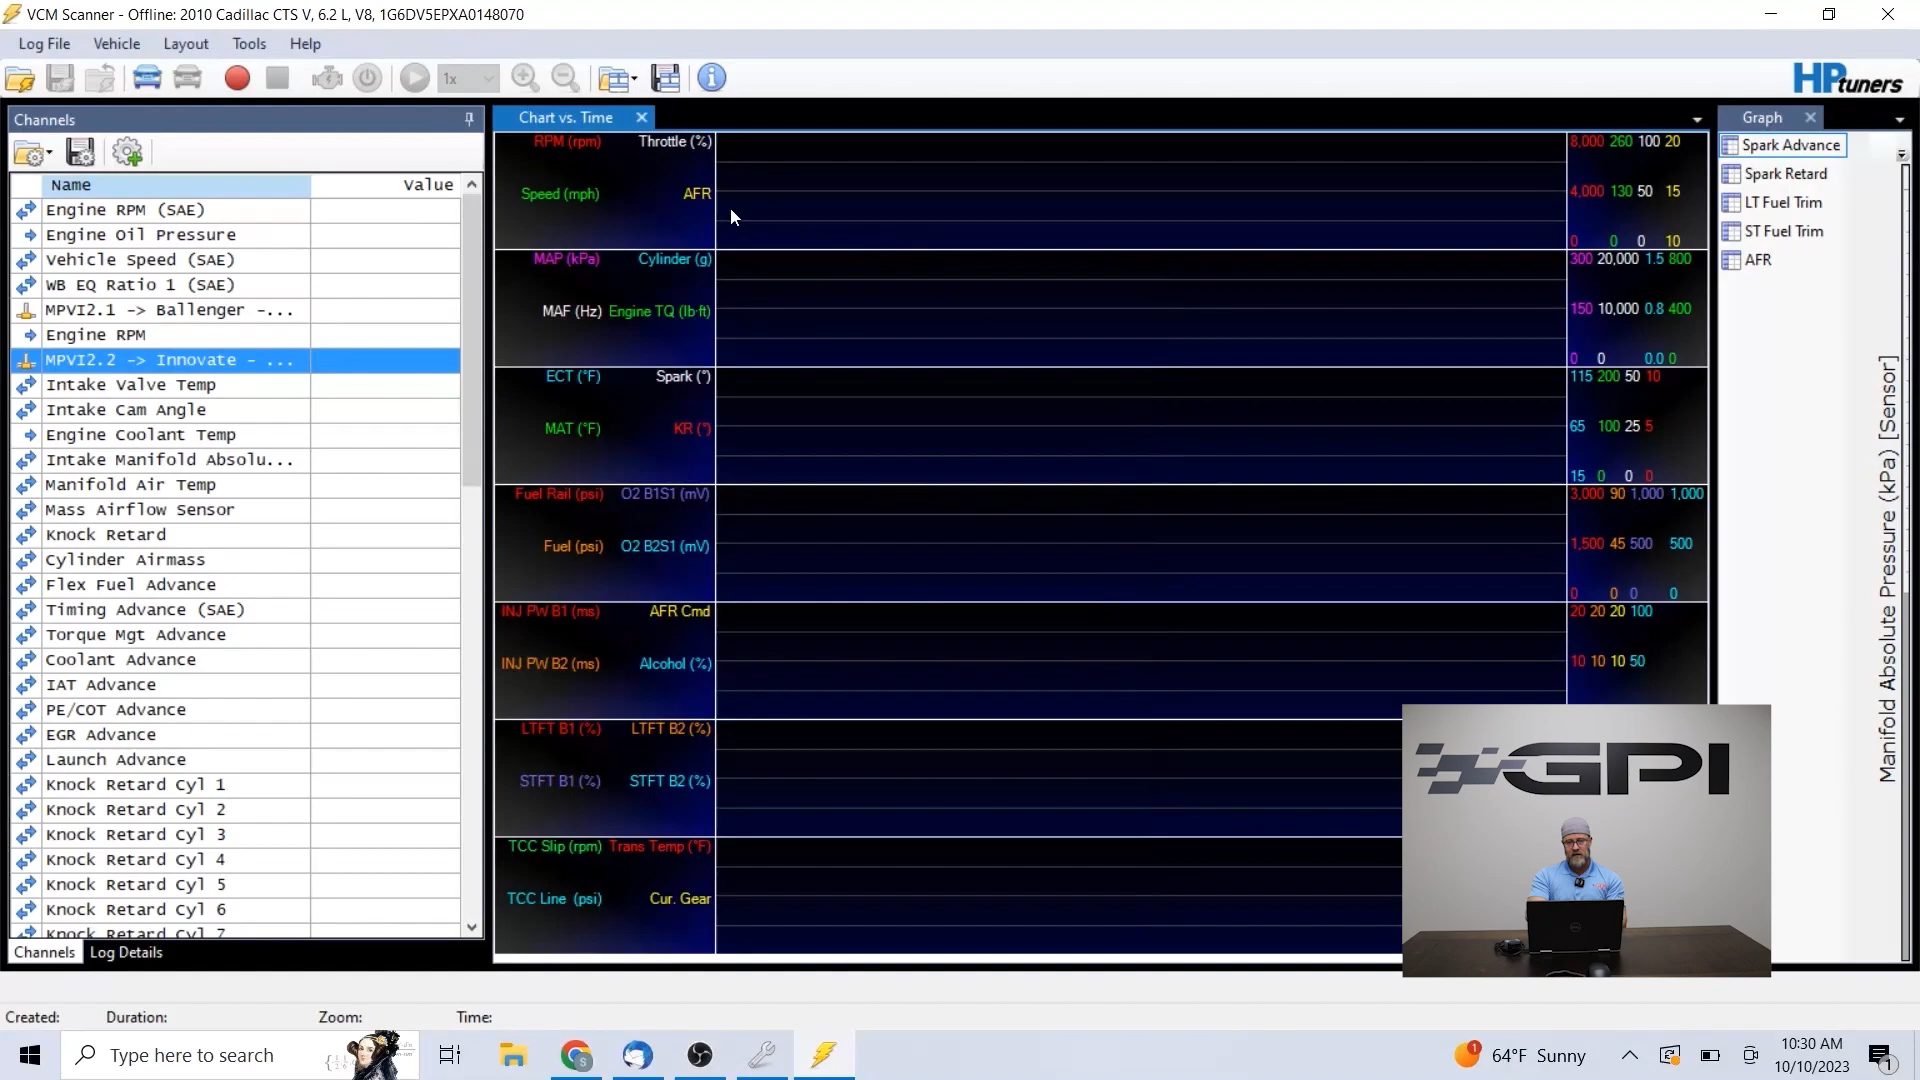 VCM Scanner - Offline: 2010 Cadillac CTS V, 6.2 L, V8, 1G6DV5EPXA0148070
Log File Vehicle Layout Tools Help
1x
HPtuners
Channels
Name Value
Engine RPM (SAE)
Engine Oil Pressure
Vehicle Speed (SAE)
WB EQ Ratio 1 (SAE)
MPVI2.1 -> Ballenger -...
Engine RPM
MPVI2.2 -> Innovate - ...
Intake Valve Temp
Intake Cam Angle
Engine Coolant Temp
Intake Manifold Absolu...
Manifold Air Temp
Mass Airflow Sensor
Knock Retard
Cylinder Airmass
Flex Fuel Advance
Timing Advance (SAE)
Torque Mgt Advance
Coolant Advance
IAT Advance
PE/COT Advance
EGR Advance
Launch Advance
Knock Retard Cyl 1
Knock Retard Cyl 2
Knock Retard Cyl 3
Knock Retard Cyl 4
Knock Retard Cyl 5
Knock Retard Cyl 6
Knock Retard Cyl 7
Channels Log Details
Chart vs. Time
RPM (rpm) Throttle (%)
Speed (mph) AFR
8,000 260 100 20
4,000 130 50 15
0 0 0 10
MAP (kPa) Cylinder (g)
MAF (Hz) Engine TQ (lb·ft)
300 20,000 1.5 800
150 10,000 0.8 400
0 0 0.0 0
ECT (°F) Spark (°)
MAT (°F) KR (°)
115 200 50 10
65 100 25 5
15 0 0 0
Fuel Rail (psi) O2 B1S1 (mV)
Fuel (psi) O2 B2S1 (mV)
3,000 90 1,000 1,000
1,500 45 500 500
0 0 0 0
INJ PW B1 (ms) AFR Cmd
INJ PW B2 (ms) Alcohol (%)
20 20 20 100
10 10 10 50
LTFT B1 (%) LTFT B2 (%)
STFT B1 (%) STFT B2 (%)
TCC Slip (rpm) Trans Temp (°F)
TCC Line (psi) Cur. Gear
Graph
Spark Advance
Spark Retard
LT Fuel Trim
ST Fuel Trim
AFR
Manifold Absolute Pressure (kPa) [Sensor]
GPI
Created: Duration: Zoom: Time:
Type here to search
64°F Sunny
10:30 AM
10/10/2023